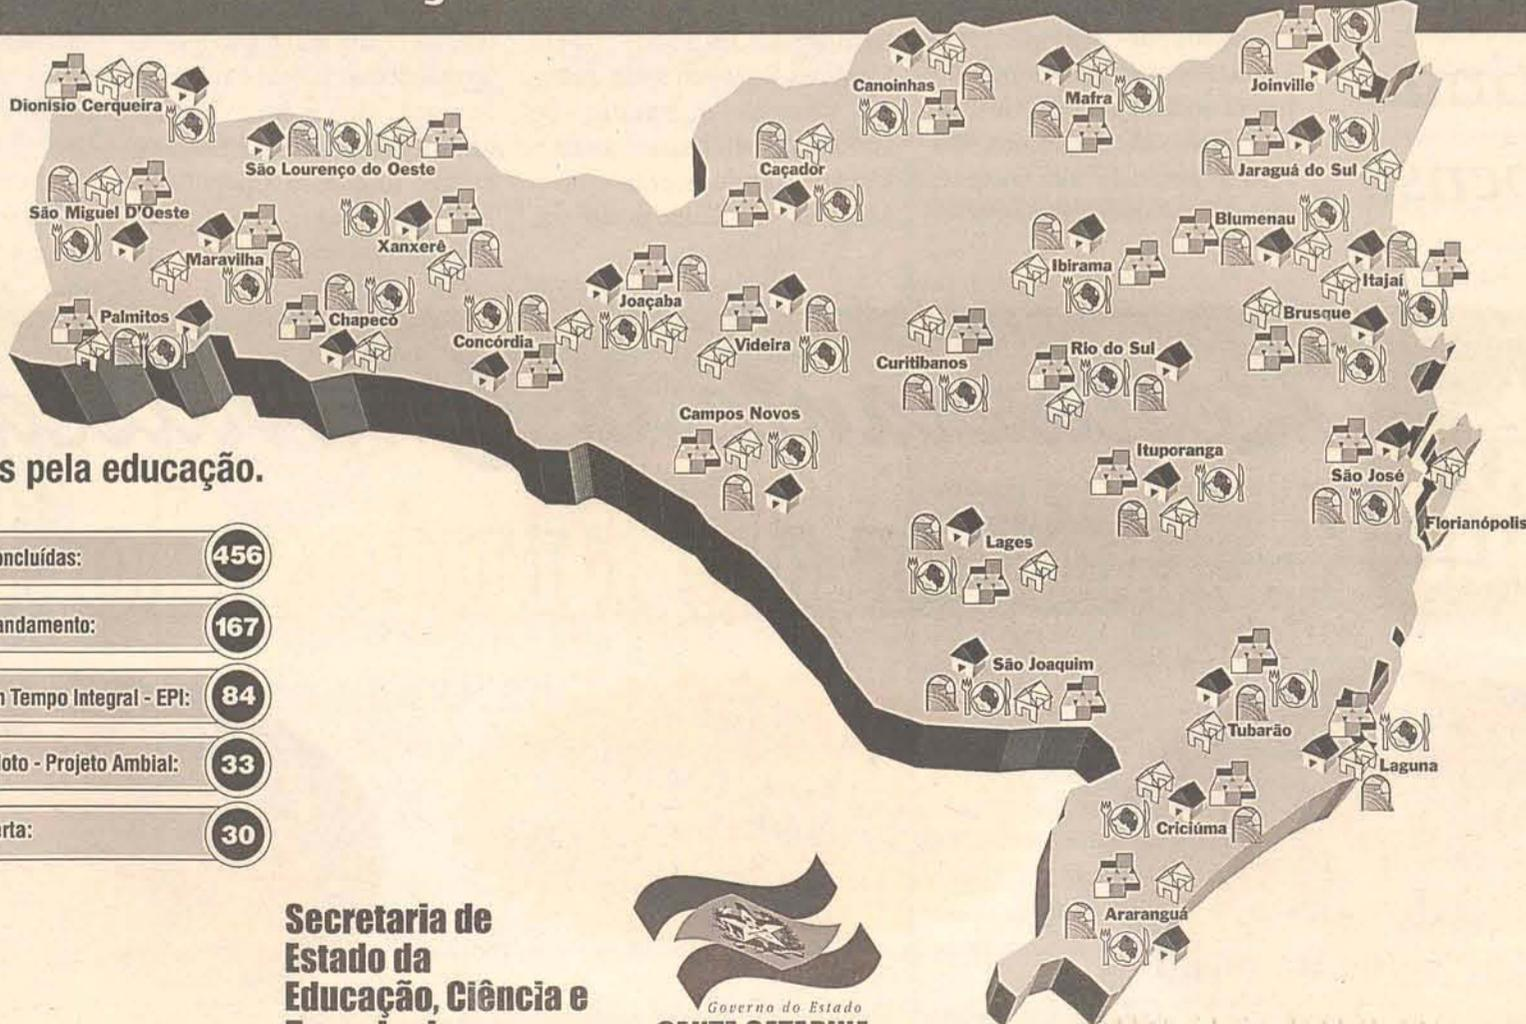 Dionísio Cerqueira
São Lourenço do Oeste
São Miguel D'Oeste
Maravilha
Xanxerê
Palmitos
Chapecó
Concórdia
Joaçaba
Caçador
Videira
Canoinhas
Mafra
Joinville
Jaraguá do Sul
Blumenau
Ibirama
Itajaí
Brusque
Curitibanos
Rio do Sul
Campos Novos
Ituporanga
São José
Florianópolis
Lages
São Joaquim
Tubarão
Laguna
Criciúma
Araranguá
pela educação.
456
andamento: 167
Tempo Integral - EPI: 84
- Projeto Ambial: 33
30
Secretaria de
Estado da
Educação, Ciência e
Governo do Estado
SANTA CATARINA